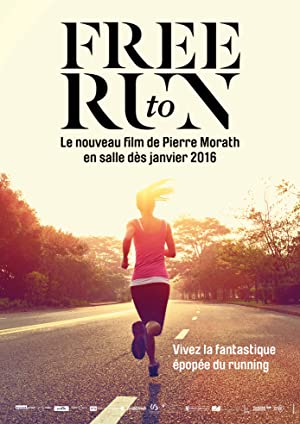 FREE
to
RUN
Le nouveau film de Pierre Morath
en salle dès janvier 2016
Vivez la fantastique
épopée du running